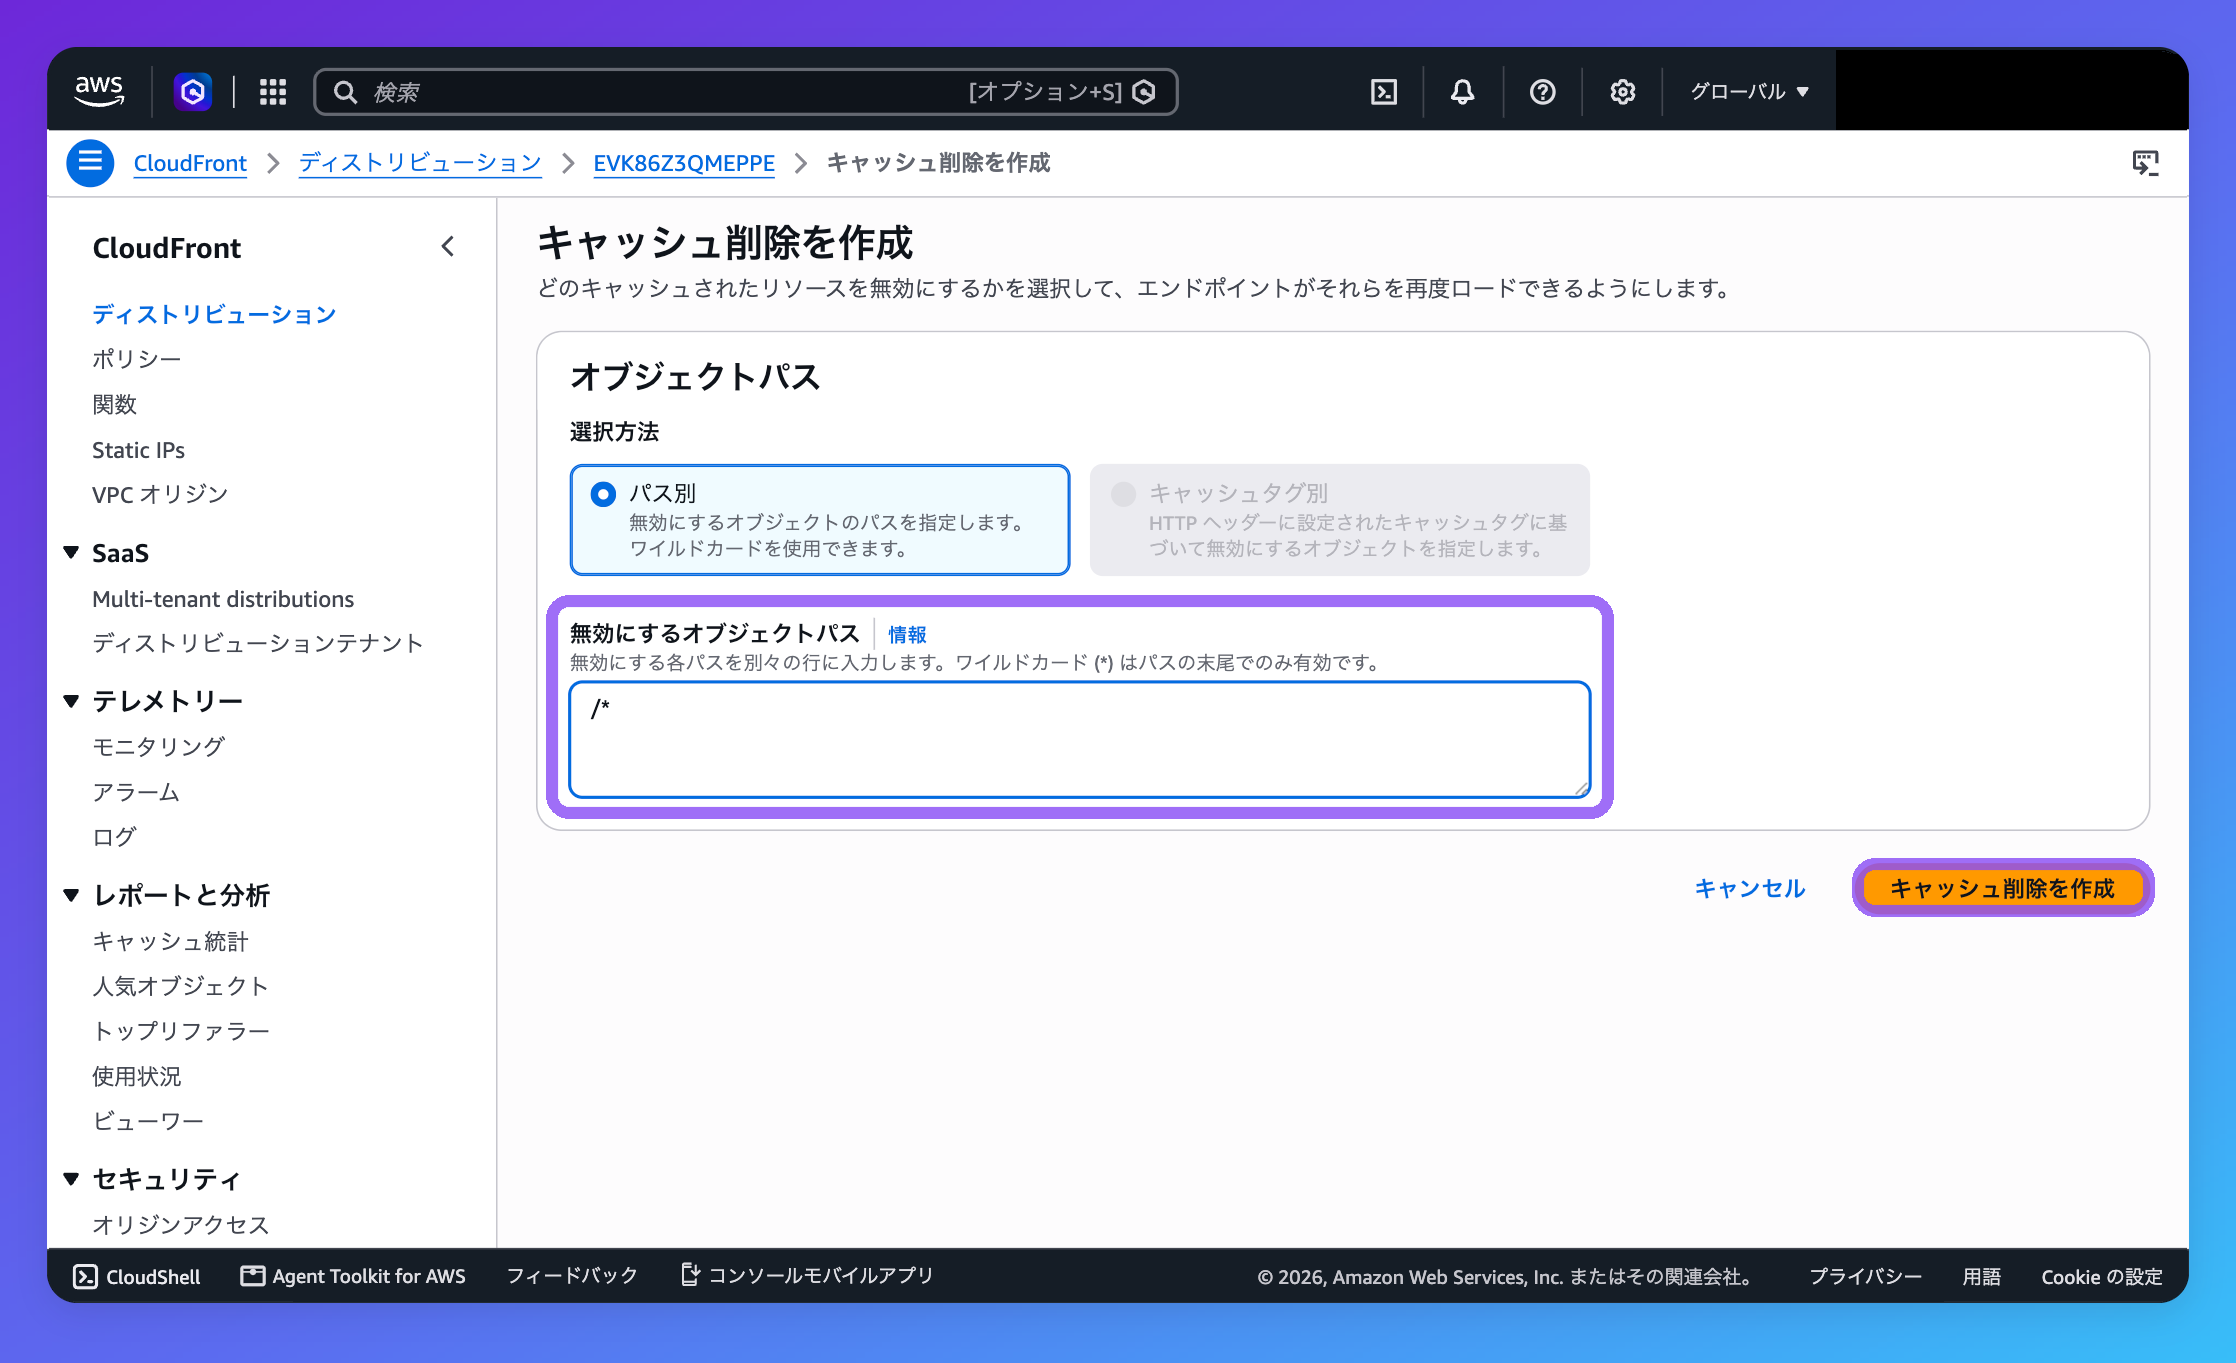 aws
検索
[オプション+S]
グローバル ▼
CloudFront > ディストリビューション > EVK86Z3QMEPPE > キャッシュ削除を作成
CloudFront
ディストリビューション
ポリシー
関数
Static IPs
VPC オリジン
SaaS
Multi-tenant distributions
ディストリビューションテナント
テレメトリー
モニタリング
アラーム
ログ
レポートと分析
キャッシュ統計
人気オブジェクト
トップリファラー
使用状況
ビューワー
セキュリティ
オリジンアクセス
キャッシュ削除を作成
どのキャッシュされたリソースを無効にするかを選択して、エンドポイントがそれらを再度ロードできるようにします。
オブジェクトパス
選択方法
パス別
無効にするオブジェクトのパスを指定します。
ワイルドカードを使用できます。
キャッシュタグ別
HTTP ヘッダーに設定されたキャッシュタグに基
づいて無効にするオブジェクトを指定します。
無効にするオブジェクトパス | 情報
無効にする各パスを別々の行に入力します。ワイルドカード (*) はパスの末尾でのみ有効です。
/*
キャンセル
キャッシュ削除を作成
CloudShell
Agent Toolkit for AWS
フィードバック
コンソールモバイルアプリ
© 2026, Amazon Web Services, Inc. またはその関連会社。
プライバシー
用語
Cookie の設定